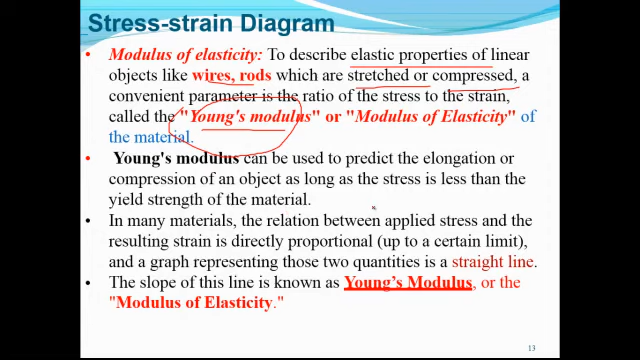 Stress-strain Diagram
• Modulus of elasticity: To describe elastic properties of linear
objects like wires, rods which are stretched or compressed, a
convenient parameter is the ratio of the stress to the strain,
called the "Young's modulus" or "Modulus of Elasticity" of
the material.
• Young's modulus can be used to predict the elongation or
compression of an object as long as the stress is less than the
yield strength of the material.
• In many materials, the relation between applied stress and the
resulting strain is directly proportional (up to a certain limit),
and a graph representing those two quantities is a straight line.
• The slope of this line is known as Young's Modulus, or the
"Modulus of Elasticity."
13